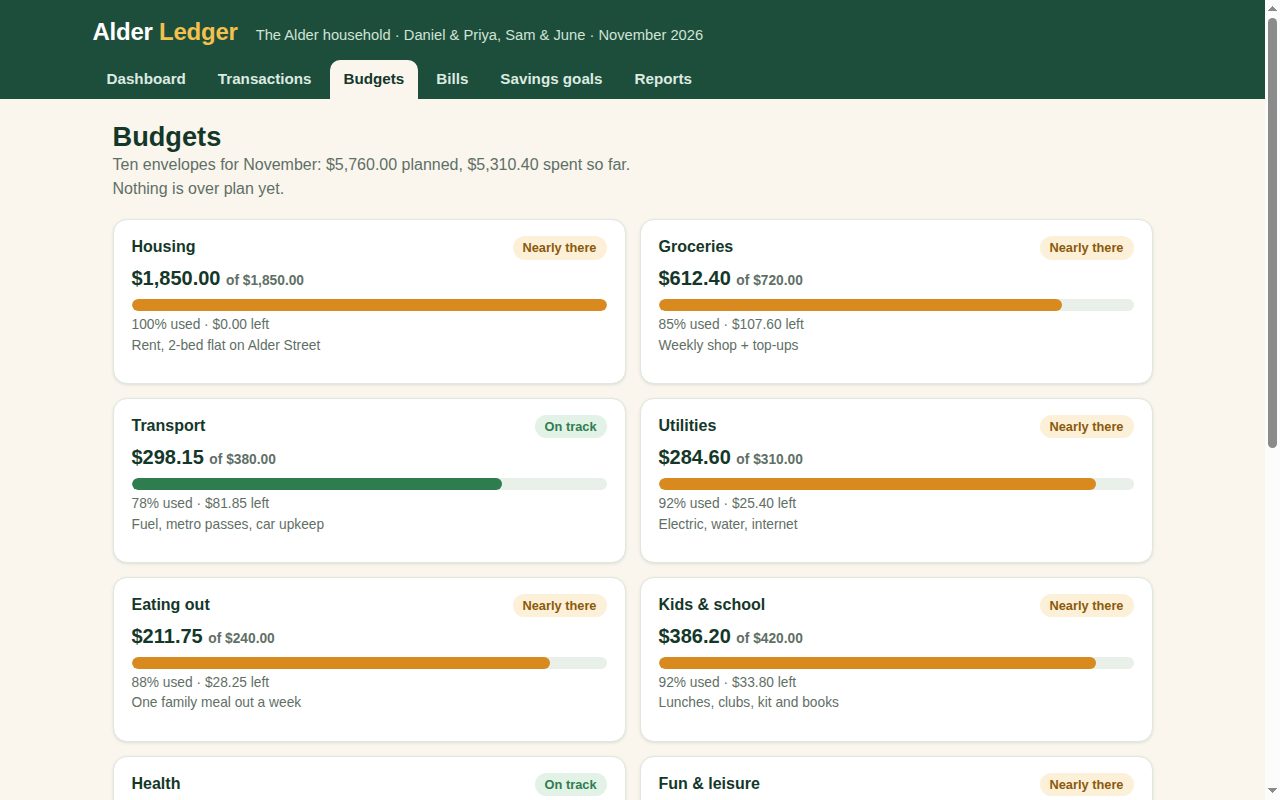 Alder Ledger The Alder household · Daniel & Priya, Sam & June · November 2026
Dashboard Transactions Budgets Bills Savings goals Reports
Budgets
Ten envelopes for November: $5,760.00 planned, $5,310.40 spent so far.
Nothing is over plan yet.
Housing Nearly there
$1,850.00 of $1,850.00
100% used · $0.00 left
Rent, 2-bed flat on Alder Street
Groceries Nearly there
$612.40 of $720.00
85% used · $107.60 left
Weekly shop + top-ups
Transport On track
$298.15 of $380.00
78% used · $81.85 left
Fuel, metro passes, car upkeep
Utilities Nearly there
$284.60 of $310.00
92% used · $25.40 left
Electric, water, internet
Eating out Nearly there
$211.75 of $240.00
88% used · $28.25 left
One family meal out a week
Kids & school Nearly there
$386.20 of $420.00
92% used · $33.80 left
Lunches, clubs, kit and books
Health On track
Fun & leisure Nearly there